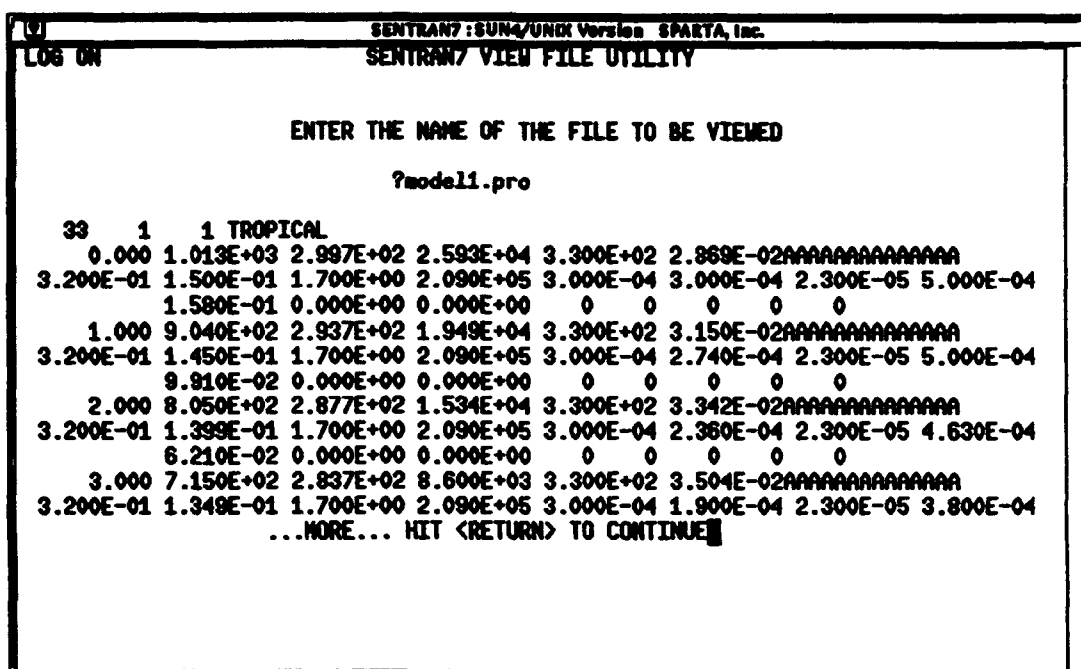 SENTRAN7 : SUN4/UNIX Version SPARTA, Inc.
LOG ON SENTRAN7 VIEW FILE UTILITY
ENTER THE NAME OF THE FILE TO BE VIEWED
?model1.pro
33 1 1 TROPICAL
0.000 1.013E+03 2.997E+02 2.593E+04 3.300E+02 2.869E-02AAAAAAAAAAAAAA
3.200E-01 1.500E-01 1.700E+00 2.090E+05 3.000E-04 3.000E-04 2.300E-05 5.000E-04
1.580E-01 0.000E+00 0.000E+00 0 0 0 0 0
1.000 9.040E+02 2.937E+02 1.949E+04 3.300E+02 3.150E-02AAAAAAAAAAAAAA
3.200E-01 1.450E-01 1.700E+00 2.090E+05 3.000E-04 2.740E-04 2.300E-05 5.000E-04
9.910E-02 0.000E+00 0.000E+00 0 0 0 0 0
2.000 8.050E+02 2.877E+02 1.534E+04 3.300E+02 3.342E-02AAAAAAAAAAAAAA
3.200E-01 1.399E-01 1.700E+00 2.090E+05 3.000E-04 2.360E-04 2.300E-05 4.630E-04
6.210E-02 0.000E+00 0.000E+00 0 0 0 0 0
3.000 7.150E+02 2.837E+02 8.600E+03 3.300E+02 3.504E-02AAAAAAAAAAAAAA
3.200E-01 1.349E-01 1.700E+00 2.090E+05 3.000E-04 1.900E-04 2.300E-05 3.800E-04
...MORE... HIT <RETURN> TO CONTINUE